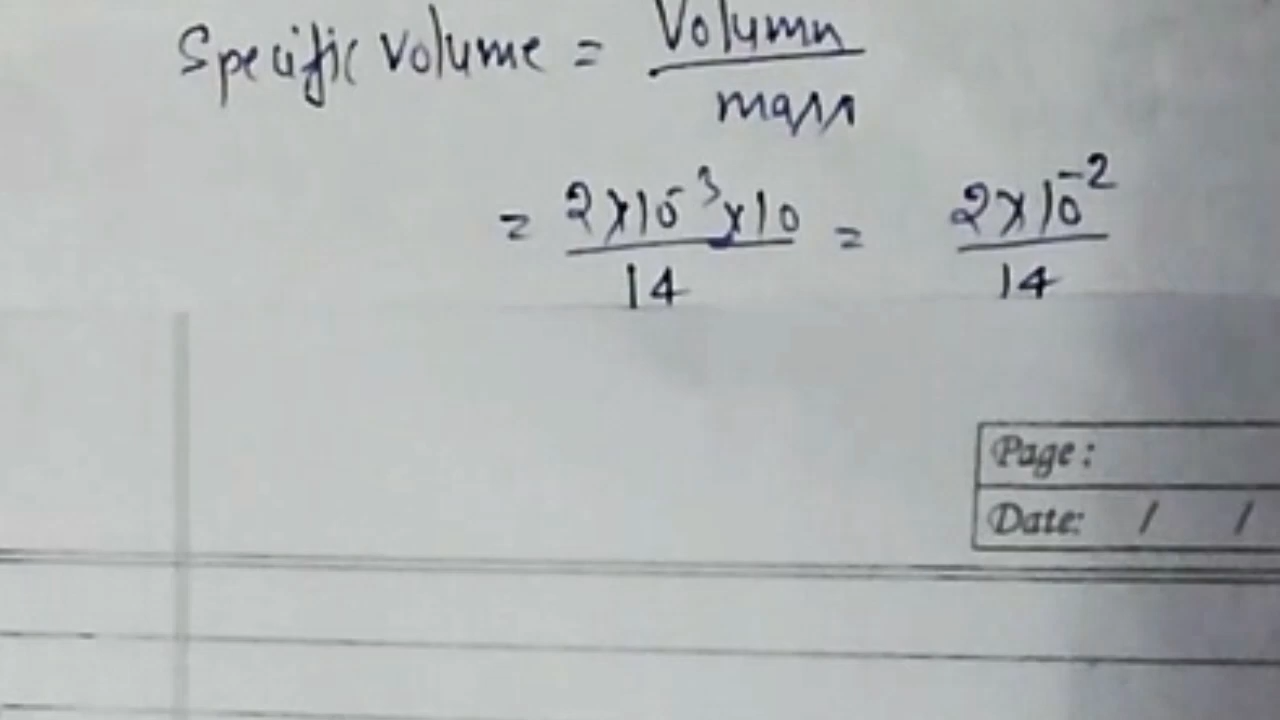 Specific Volume = Volumn / mass
= 2×10⁻³×10 / 14 = 2×10⁻² / 14
Page :
Date: / /